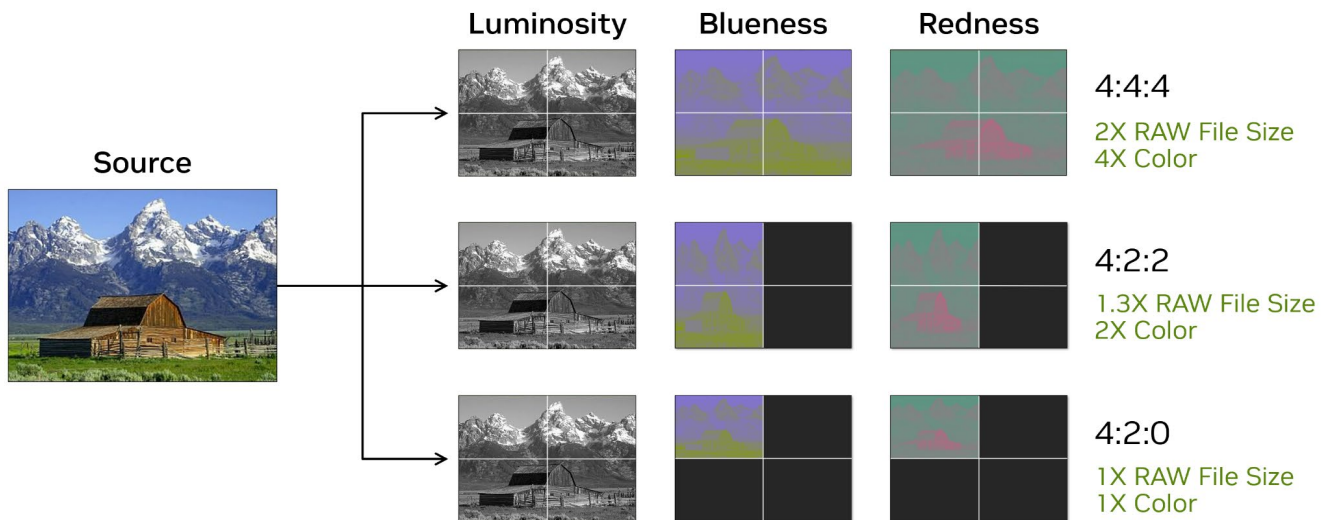 Luminosity
Blueness
Redness
Source
4:4:4
2X RAW File Size
4X Color
4:2:2
1.3X RAW File Size
2X Color
4:2:0
1X RAW File Size
1X Color